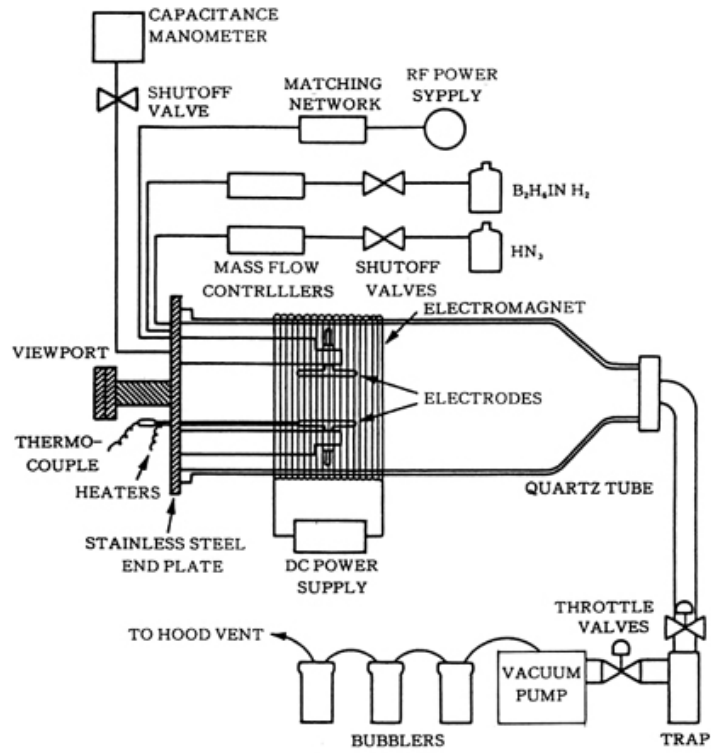 CAPACITANCE
MANOMETER
SHUTOFF
VALVE
MATCHING
NETWORK
RF POWER
SYPPLY
B₂H₆IN H₂
HN₃
MASS FLOW
CONTRLLLERS
SHUTOFF
VALVES
ELECTROMAGNET
VIEWPORT
ELECTRODES
THERMO-
COUPLE
HEATERS
QUARTZ TUBE
STAINLESS STEEL
END PLATE
DC POWER
SUPPLY
THROTTLE
VALVES
TO HOOD VENT
VACUUM
PUMP
BUBBLERS
TRAP